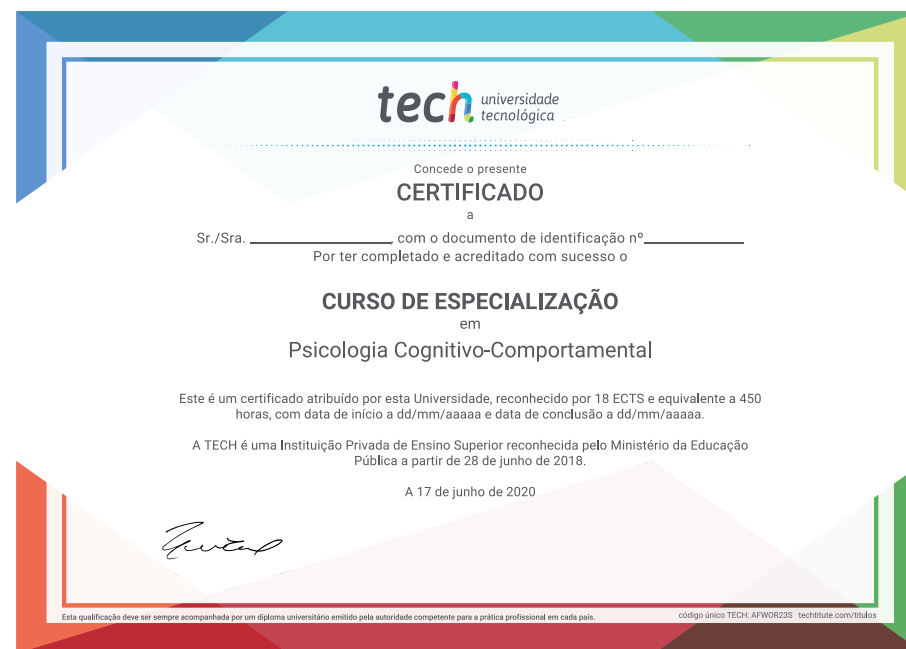 tech universidade
tecnológica
Concede o presente
CERTIFICADO
a
Sr./Sra. ____________________, com o documento de identificação nº______________
Por ter completado e acreditado com sucesso o
CURSO DE ESPECIALIZAÇÃO
em
Psicologia Cognitivo-Comportamental
Este é um certificado atribuído por esta Universidade, reconhecido por 18 ECTS e equivalente a 450
horas, com data de início a dd/mm/aaaaa e data de conclusão a dd/mm/aaaaa.
A TECH é uma Instituição Privada de Ensino Superior reconhecida pelo Ministério da Educação
Pública a partir de 28 de junho de 2018.
A 17 de junho de 2020
Esta qualificação deve ser sempre acompanhada por um diploma universitário emitido pela autoridade competente para a prática profissional em cada país.
código único TECH: AFWOR23S techtitute.com/titulos